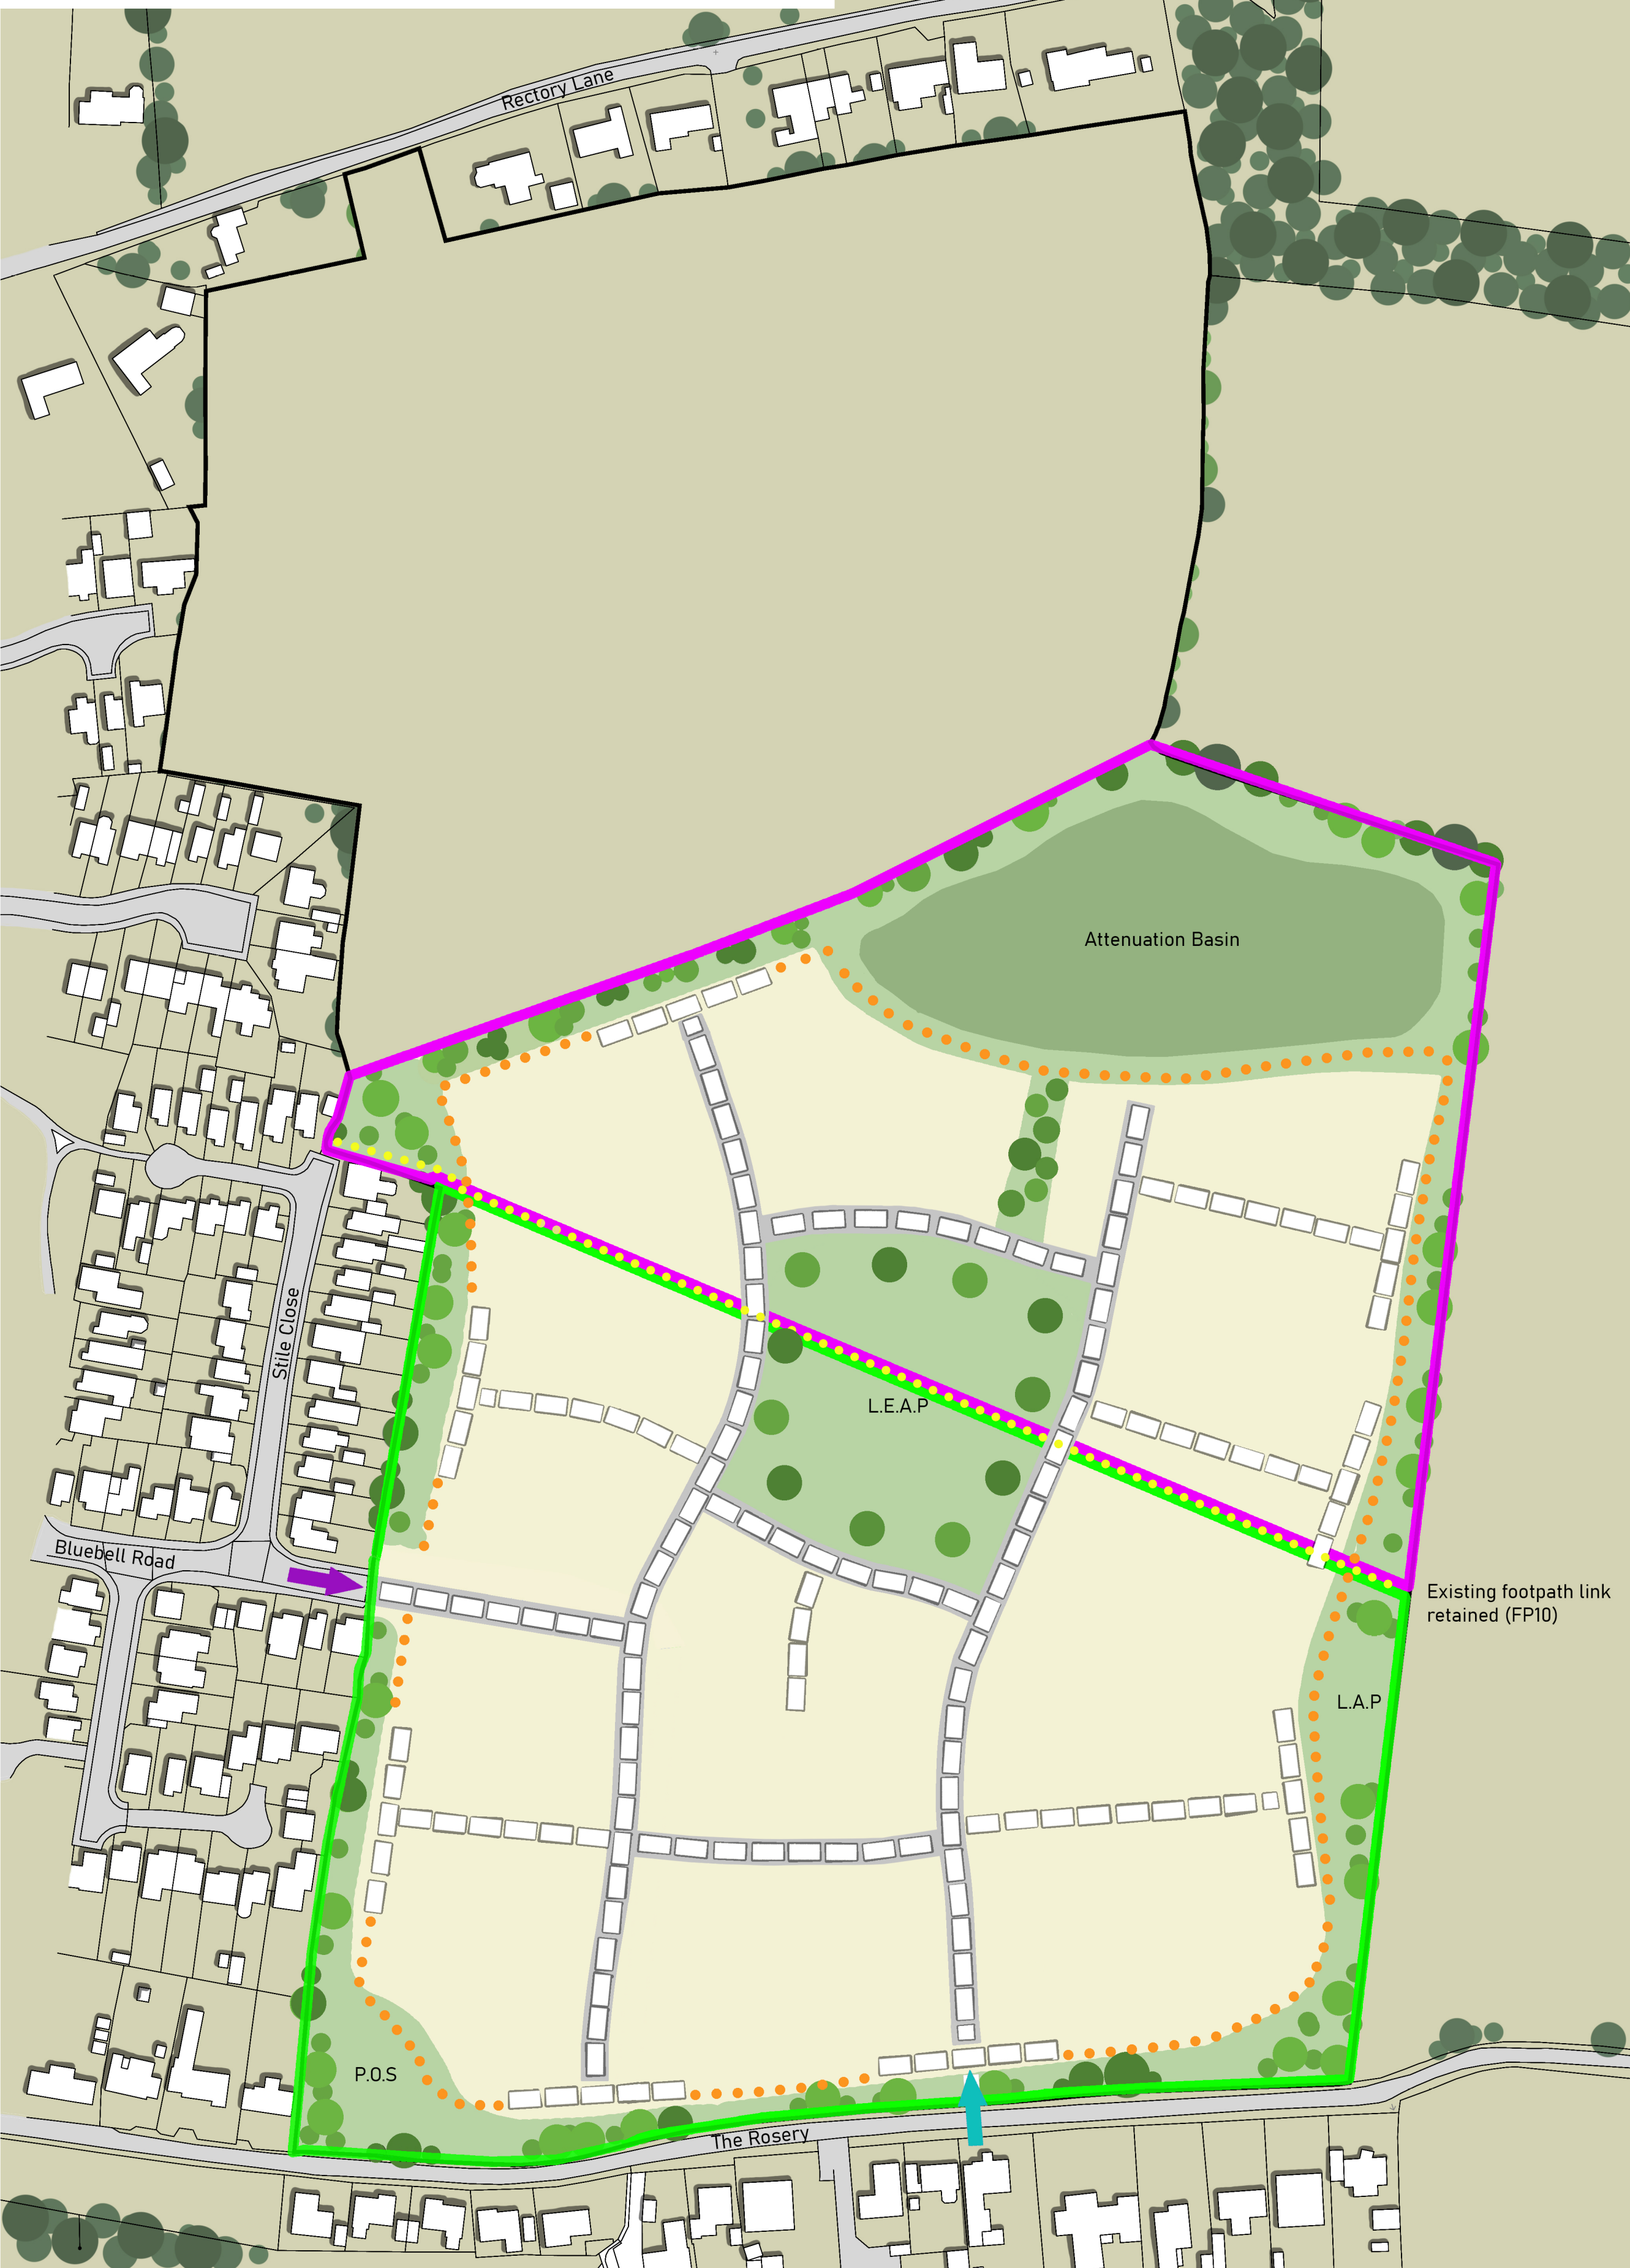 Rectory Lane
Attenuation Basin
Stile Close
L.E.A.P
Bluebell Road
Existing footpath link
retained (FP10)
L.A.P
P.O.S
The Rosery